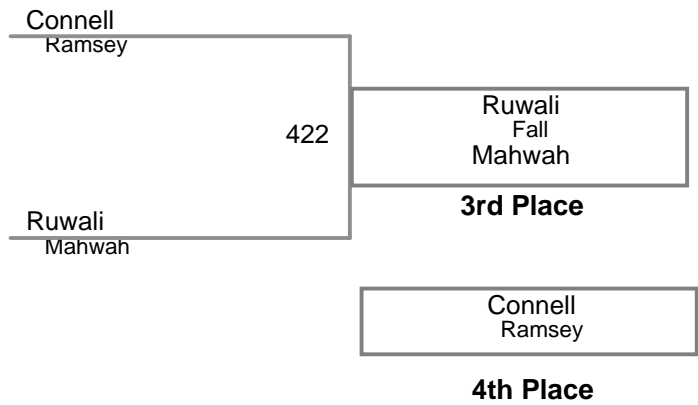 Connell
Ramsey
422
Ruwali
Fall
Mahwah
3rd Place
Ruwali
Mahwah
Connell
Ramsey
4th Place